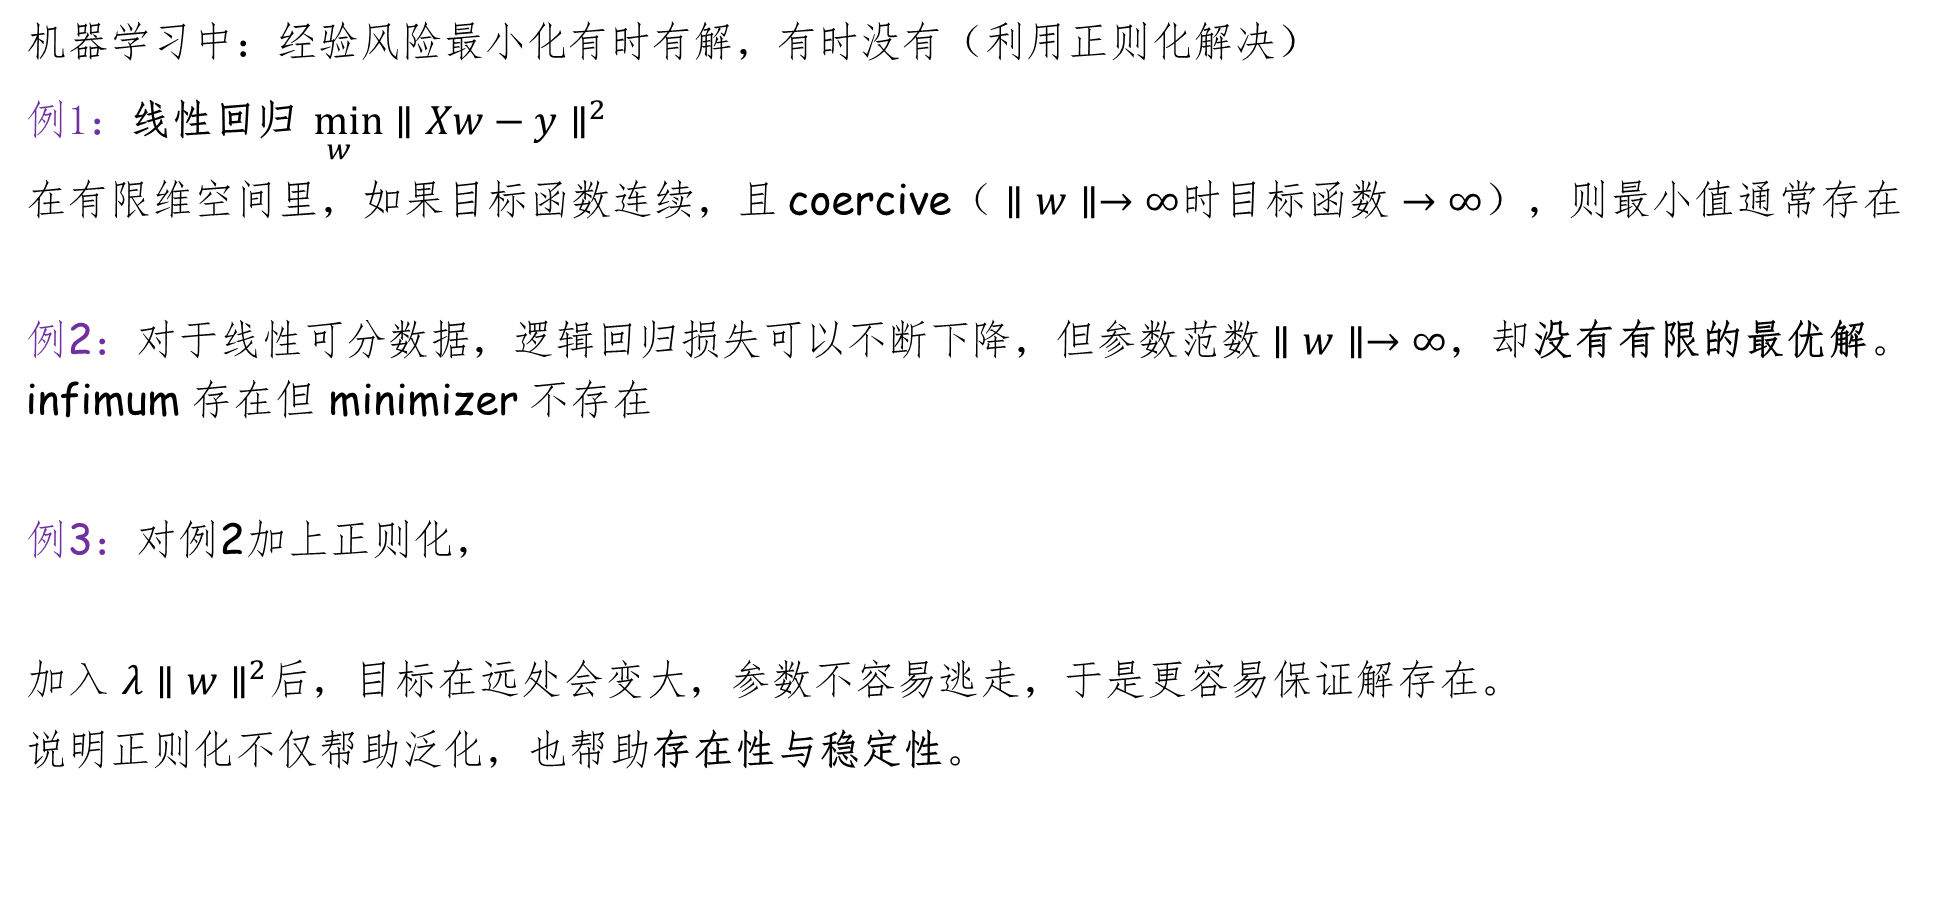 机器学习中：经验风险最小化有时有解，有时没有（利用正则化解决）
例1：线性回归 min_w ‖ Xw − y ‖²
在有限维空间里，如果目标函数连续，且 coercive（ ‖ w ‖→ ∞时目标函数 → ∞），则最小值通常存在
例2：对于线性可分数据，逻辑回归损失可以不断下降，但参数范数 ‖ w ‖→ ∞，却没有有限的最优解。
infimum 存在但 minimizer 不存在
例3：对例2加上正则化，
加入 λ ‖ w ‖²后，目标在远处会变大，参数不容易逃走，于是更容易保证解存在。
说明正则化不仅帮助泛化，也帮助存在性与稳定性。